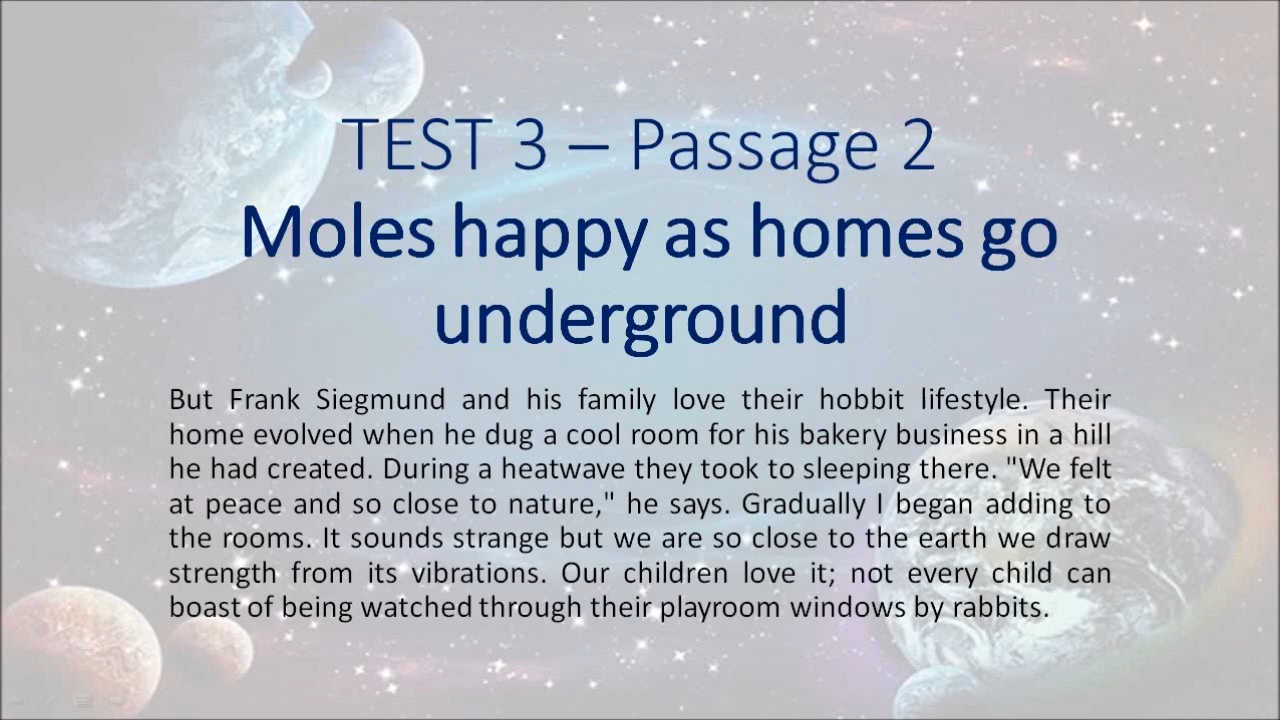 TEST 3 – Passage 2
Moles happy as homes go
underground
But Frank Siegmund and his family love their hobbit lifestyle. Their
home evolved when he dug a cool room for his bakery business in a hill
he had created. During a heatwave they took to sleeping there. "We felt
at peace and so close to nature," he says. Gradually I began adding to
the rooms. It sounds strange but we are so close to the earth we draw
strength from its vibrations. Our children love it; not every child can
boast of being watched through their playroom windows by rabbits.